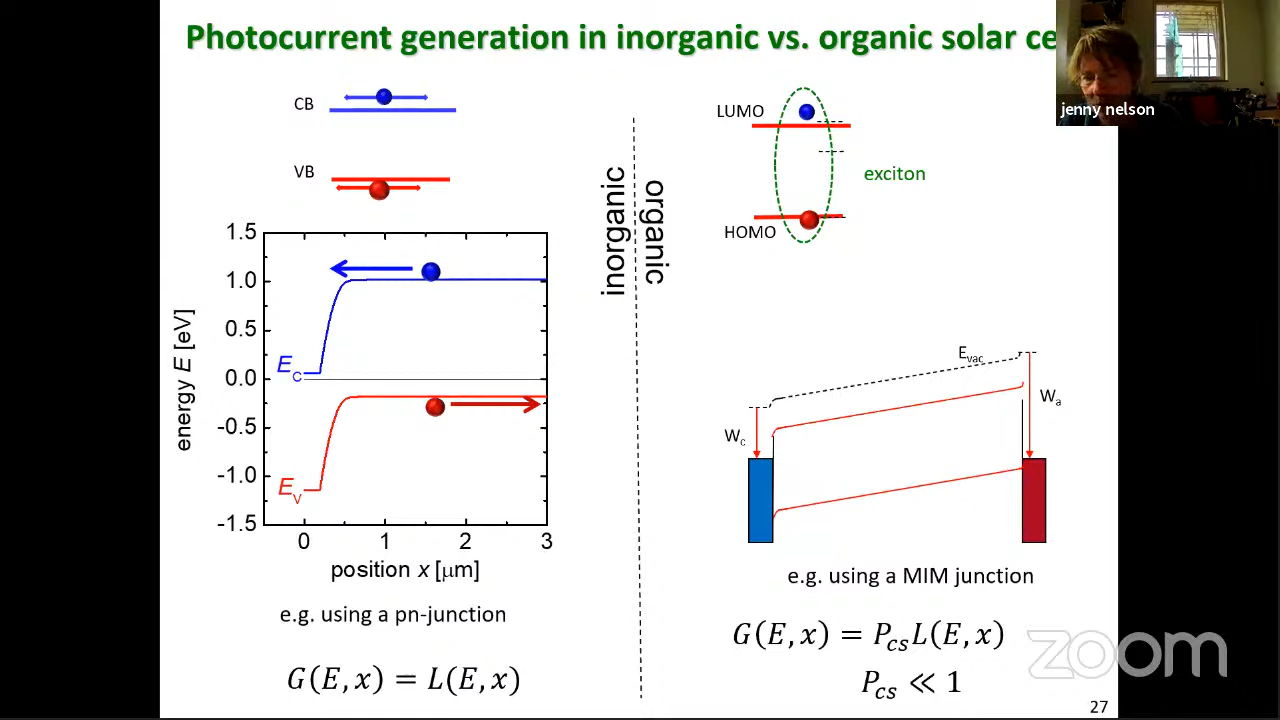 Photocurrent generation in inorganic vs. organic solar ce
jenny nelson
CB
VB
inorganic
organic
LUMO
exciton
HOMO
1.5
1.0
0.5
0.0
-0.5
-1.0
-1.5
energy E [eV]
E_C
E_V
0 1 2 3
position x [μm]
e.g. using a pn-junction
G(E, x) = L(E, x)
E_vac
W_a
W_c
e.g. using a MIM junction
G(E, x) = P_cs L(E, x)
P_cs ≪ 1
zoom
27